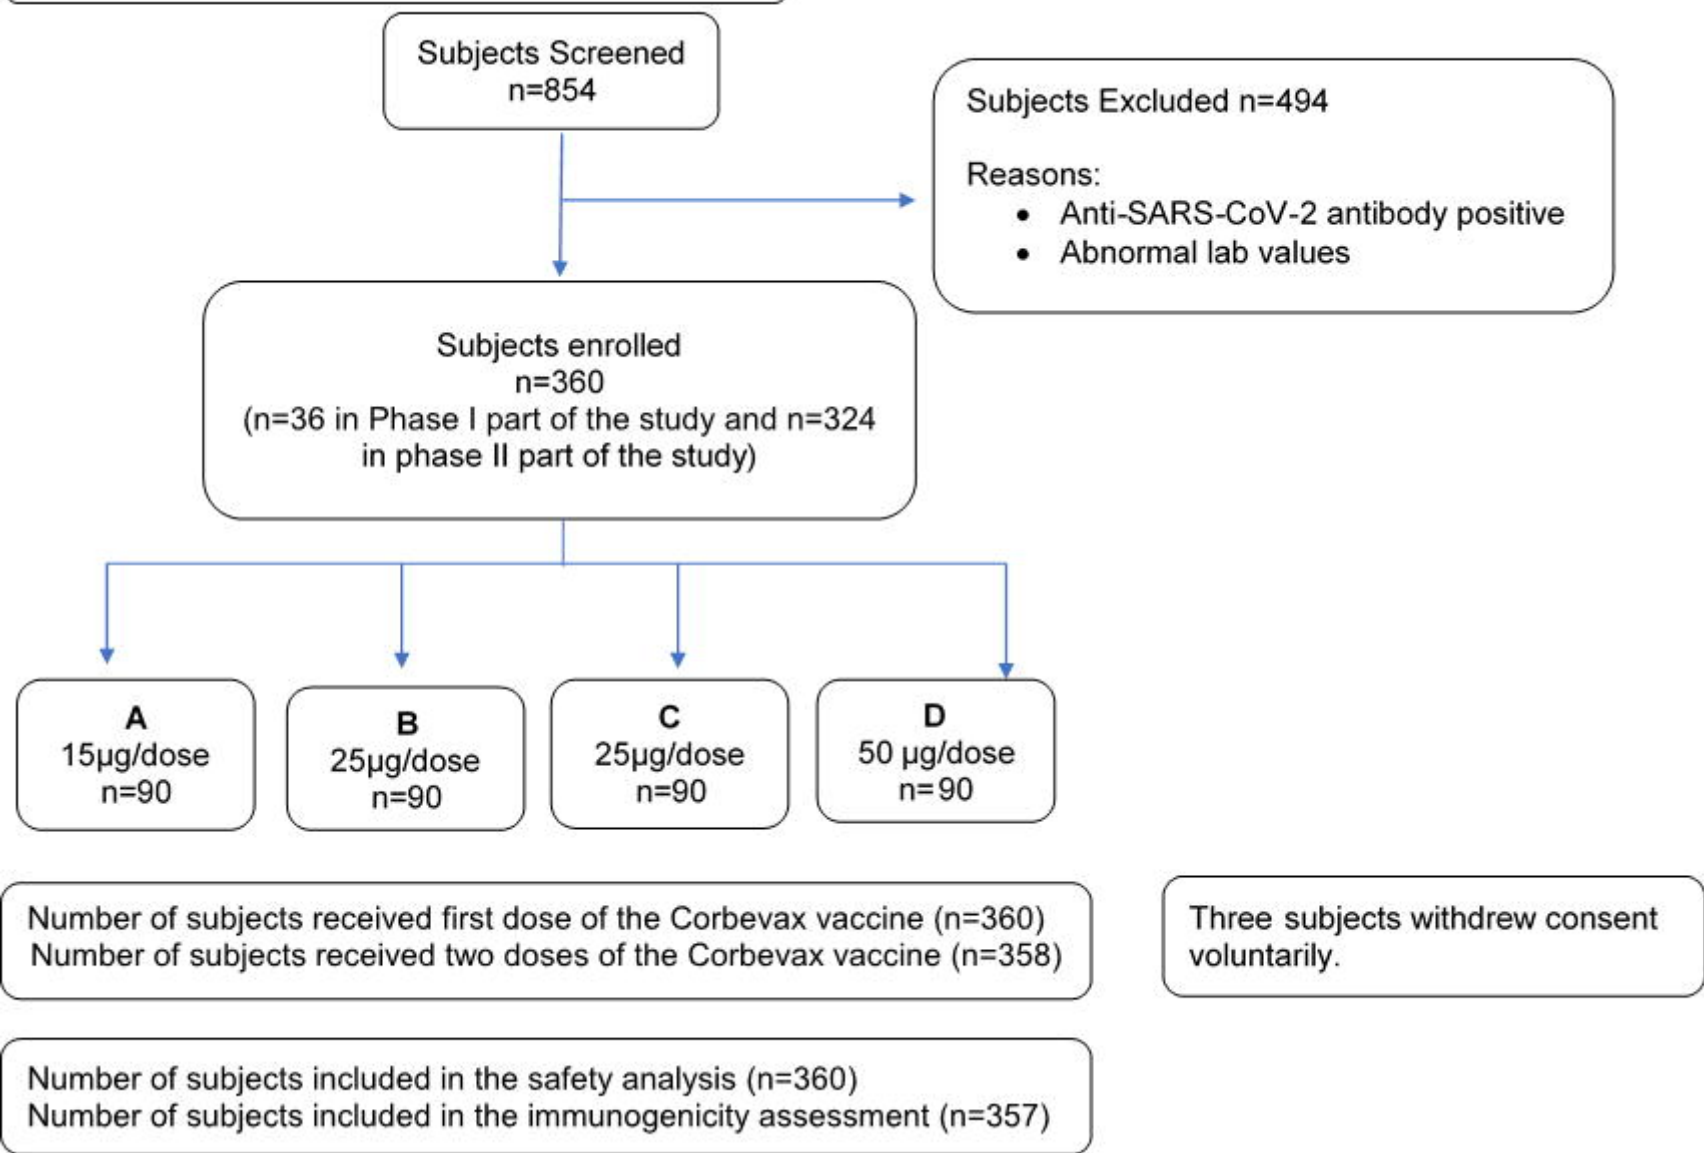 Subjects Screened
n=854
Subjects Excluded n=494
Reasons:
• Anti-SARS-CoV-2 antibody positive
• Abnormal lab values
Subjects enrolled
n=360
(n=36 in Phase I part of the study and n=324
in phase II part of the study)
A
15µg/dose
n=90
B
25µg/dose
n=90
C
25µg/dose
n=90
D
50 µg/dose
n=90
Number of subjects received first dose of the Corbevax vaccine (n=360)
Number of subjects received two doses of the Corbevax vaccine (n=358)
Three subjects withdrew consent
voluntarily.
Number of subjects included in the safety analysis (n=360)
Number of subjects included in the immunogenicity assessment (n=357)